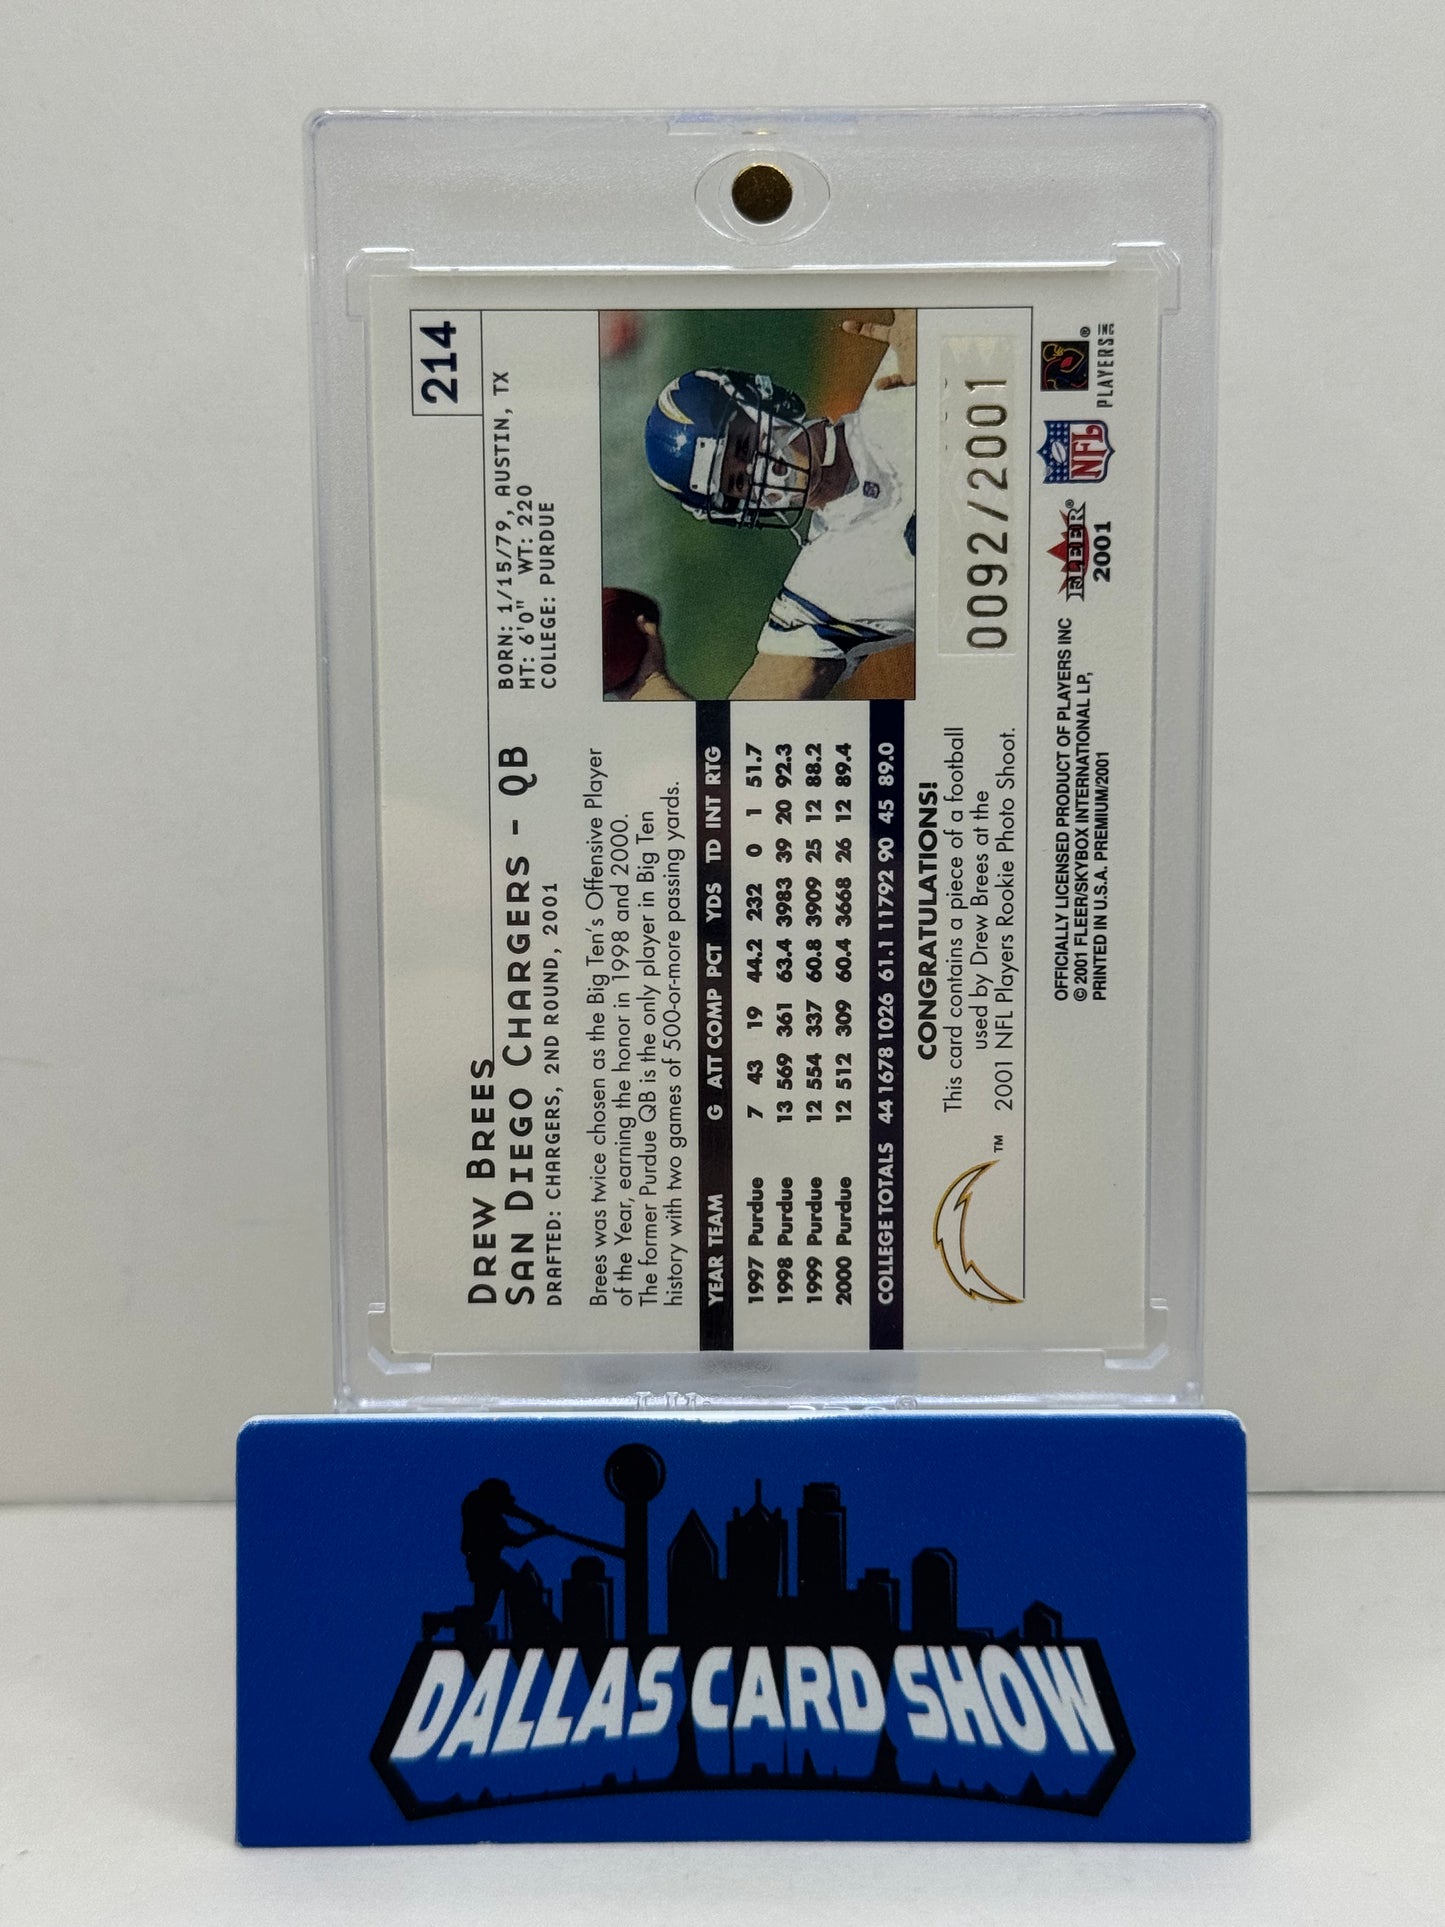 214
DREW BREES
SAN DIEGO CHARGERS - QB
DRAFTED: CHARGERS, 2ND ROUND, 2001
BORN: 1/15/79, AUSTIN, TX
HT: 6'0" WT: 220
COLLEGE: PURDUE
Brees was twice chosen as the Big Ten's Offensive Player
of the Year, earning the honor in 1998 and 2000.
The former Purdue QB is the only player in Big Ten
history with two games of 500-or-more passing yards.
YEAR TEAM G ATT COMP PCT YDS TD INT RTG
1997 Purdue 7 43 19 44.2 232 0 1 51.7
1998 Purdue 13 569 361 63.4 3983 39 20 92.3
1999 Purdue 12 554 337 60.8 3909 25 12 88.2
2000 Purdue 12 512 309 60.4 3668 26 12 89.4
COLLEGE TOTALS 44 1678 1026 61.1 11792 90 45 89.0
CONGRATULATIONS!
This card contains a piece of a football
used by Drew Brees at the
2001 NFL Players Rookie Photo Shoot.
TM
0092/2001
OFFICIALLY LICENSED PRODUCT OF PLAYERS INC
© 2001 FLEER/SKYBOX INTERNATIONAL LP,
PRINTED IN U.S.A. PREMIUM/2001
FLEER®
2001
NFL
PLAYERS INC ®
DALLAS CARD SHOW